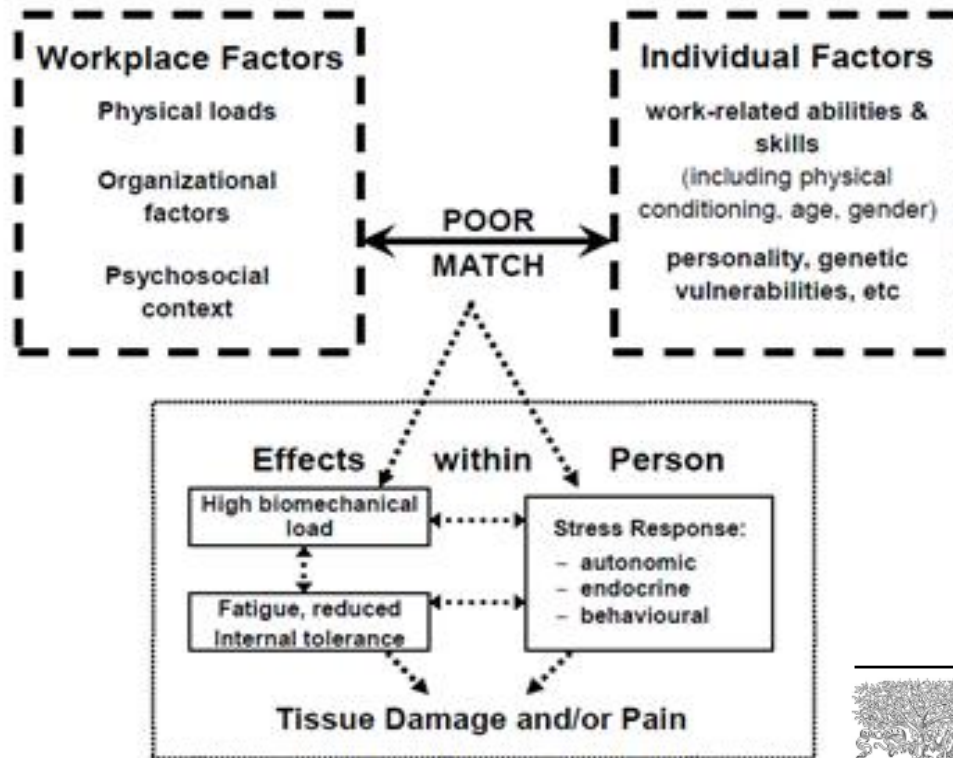 Workplace Factors
Physical loads
Organizational
factors
Psychosocial
context
Individual Factors
work-related abilities &
skills
(including physical
conditioning, age, gender)
personality, genetic
vulnerabilities, etc
POOR
MATCH
Effects within Person
High biomechanical
load
Fatigue, reduced
Internal tolerance
Stress Response:
– autonomic
– endocrine
– behavioural
Tissue Damage and/or Pain